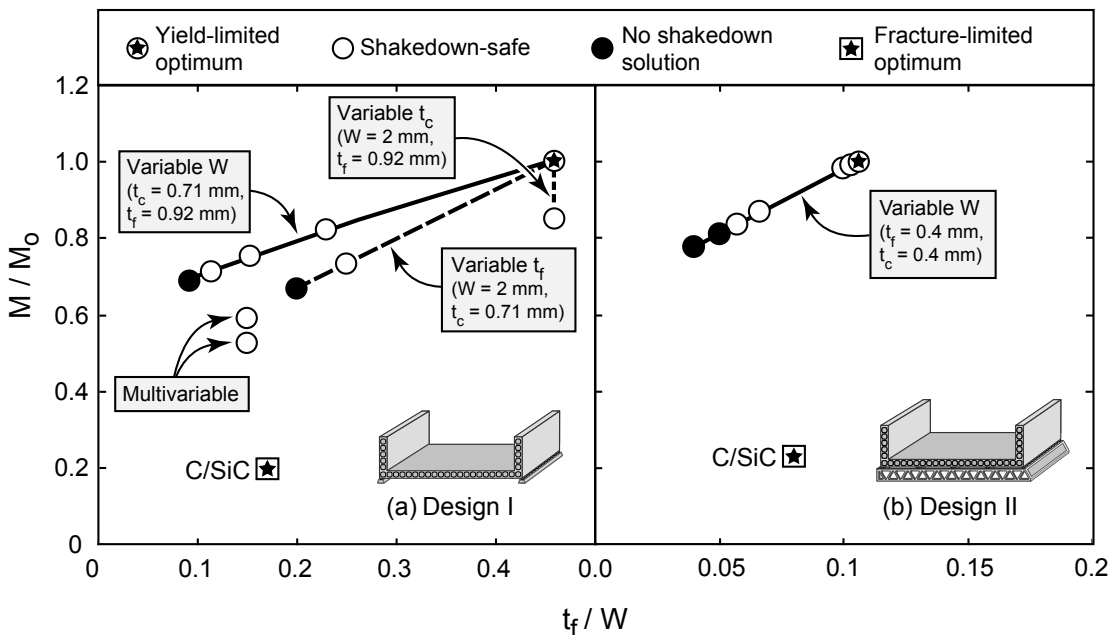 Yield-limited
optimum
Shakedown-safe
No shakedown
solution
Fracture-limited
optimum
M / Mo
1.2
1.0
0.8
0.6
0.4
0.2
0
Variable W
(tc = 0.71 mm,
tf = 0.92 mm)
Variable tc
(W = 2 mm,
tf = 0.92 mm)
Variable tf
(W = 2 mm,
tc = 0.71 mm)
Multivariable
C/SiC
(a) Design I
Variable W
(tf = 0.4 mm,
tc = 0.4 mm)
C/SiC
(b) Design II
0 0.1 0.2 0.3 0.4 0.0 0.05 0.1 0.15 0.2
tf / W